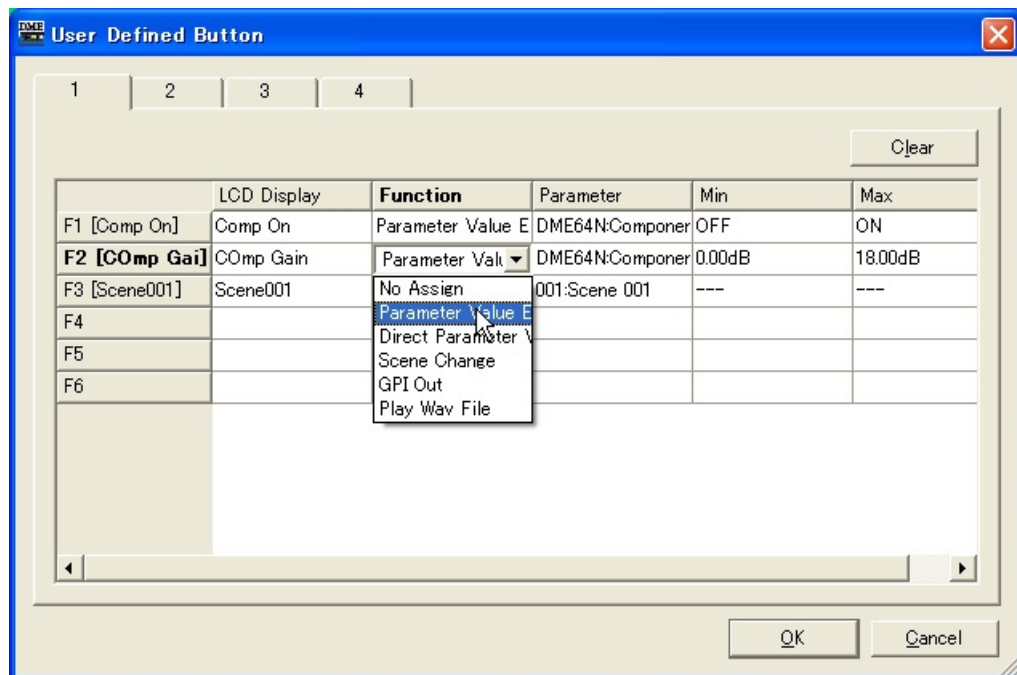 DME User Defined Button
1 2 3 4
Clear
LCD Display Function Parameter Min Max
F1 [Comp On] Comp On Parameter Value E DME64N:Componer OFF ON
F2 [COmp Gai] COmp Gain Parameter Valu DME64N:Componer 0.00dB 18.00dB
F3 [Scene001] Scene001 No Assign 001:Scene 001 --- ---
F4 Parameter Value E
Direct Parameter V
F5 Scene Change
F6 GPI Out
Play Wav File
OK Cancel